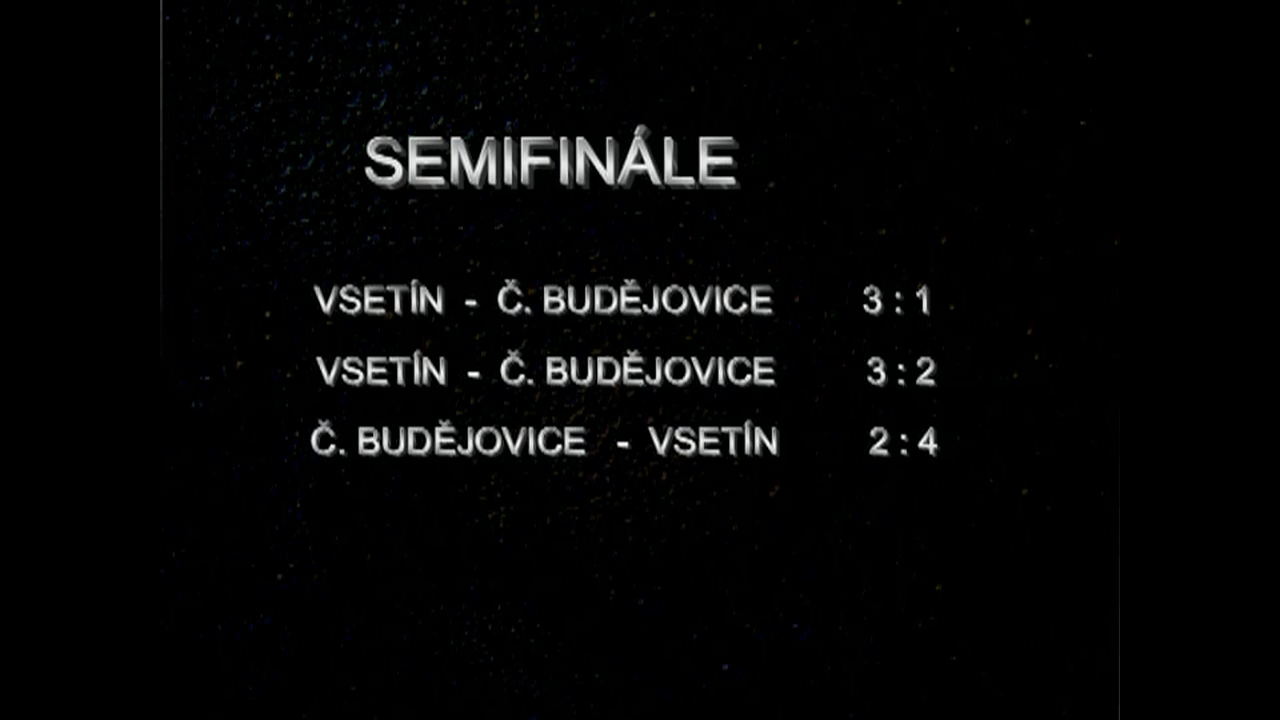 SEMIFINÁLE
VSETÍN - Č. BUDĚJOVICE 3 : 1
VSETÍN - Č. BUDĚJOVICE 3 : 2
Č. BUDĚJOVICE - VSETÍN 2 : 4